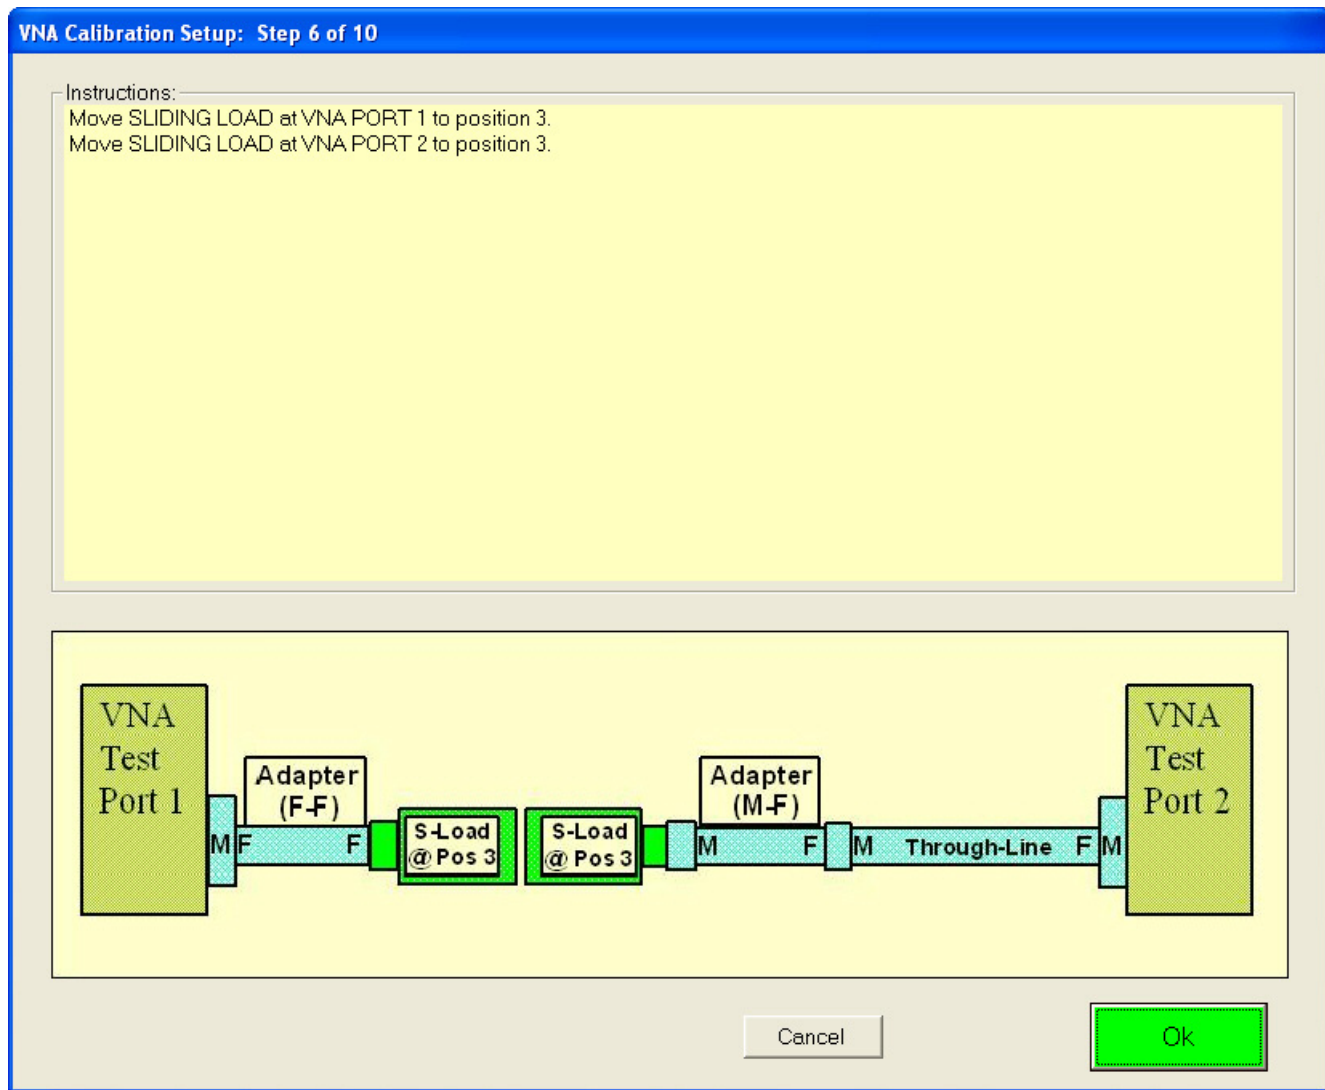 VNA Calibration Setup: Step 6 of 10
Instructions:
Move SLIDING LOAD at VNA PORT 1 to position 3.
Move SLIDING LOAD at VNA PORT 2 to position 3.
VNA
Test
Port 1
M
F
Adapter
(F-F)
F
S-Load
@ Pos 3
S-Load
@ Pos 3
M
Adapter
(M-F)
F
M
Through-Line
F
M
VNA
Test
Port 2
Cancel
Ok